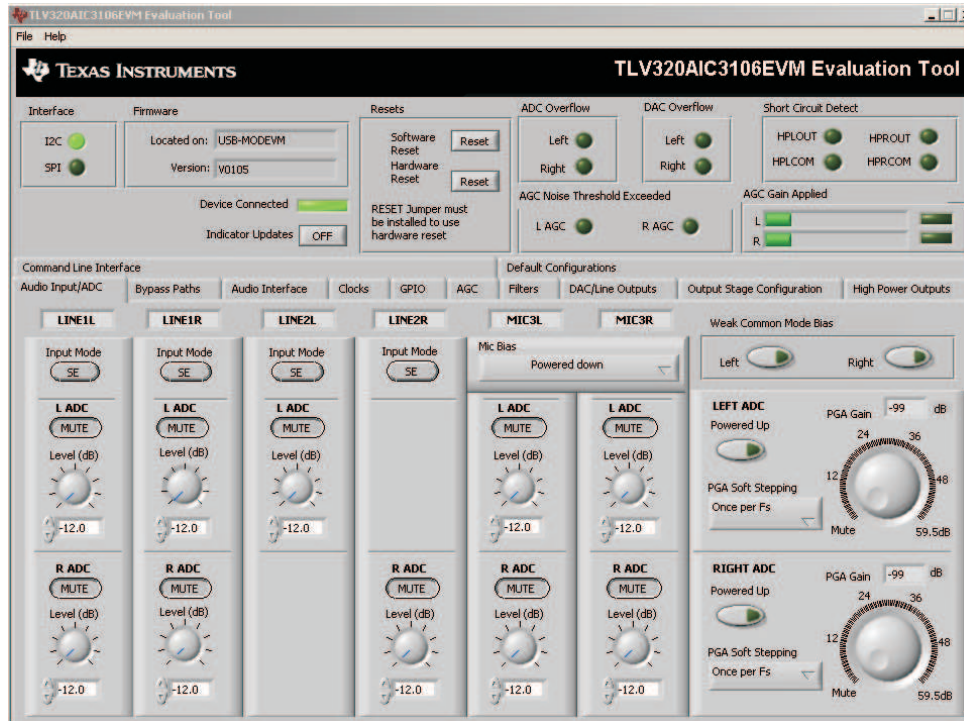 TLV320AIC3106EVM Evaluation Tool
File Help
TEXAS INSTRUMENTS
TLV320AIC3106EVM Evaluation Tool
Interface
I2C
SPI
Firmware
Located on: USB-MODEVM
Version: V0105
Device Connected
Indicator Updates OFF
Resets
Software Reset Reset
Hardware Reset Reset
RESET Jumper must
be installed to use
hardware reset
ADC Overflow
Left
Right
DAC Overflow
Left
Right
Short Circuit Detect
HPLOUT HPROUT
HPLCOM HPRCOM
AGC Noise Threshold Exceeded
L AGC R AGC
AGC Gain Applied
L
R
Command Line Interface Default Configurations
Audio Input/ADC Bypass Paths Audio Interface Clocks GPIO AGC Filters DAC/Line Outputs Output Stage Configuration High Power Outputs
LINE1L LINE1R LINE2L LINE2R MIC3L MIC3R
Input Mode Input Mode Input Mode Input Mode
SE SE SE SE
Mic Bias
Powered down
L ADC L ADC L ADC L ADC L ADC
MUTE MUTE MUTE MUTE MUTE
Level (dB) Level (dB) Level (dB) Level (dB) Level (dB)
-12.0 -12.0 -12.0 -12.0 -12.0
R ADC R ADC R ADC R ADC R ADC
MUTE MUTE MUTE MUTE MUTE
Level (dB) Level (dB) Level (dB) Level (dB) Level (dB)
-12.0 -12.0 -12.0 -12.0 -12.0
Weak Common Mode Bias
Left Right
LEFT ADC
Powered Up
PGA Soft Stepping
Once per Fs
PGA Gain -99 dB
24 36
12 48
Mute 59.5dB
RIGHT ADC
Powered Up
PGA Soft Stepping
Once per Fs
PGA Gain -99 dB
24 36
12 48
Mute 59.5dB